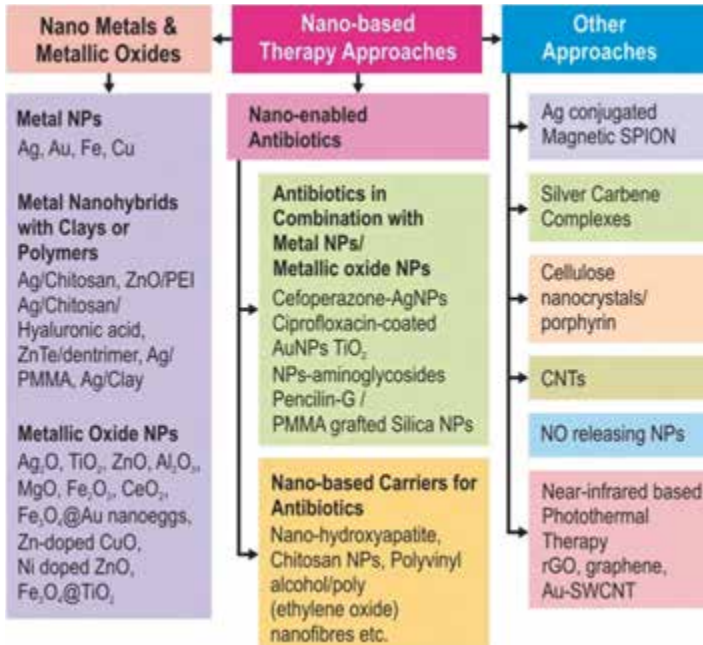 Nano Metals &
Metallic Oxides
Metal NPs
Ag, Au, Fe, Cu
Metal Nanohybrids
with Clays or
Polymers
Ag/Chitosan, ZnO/PEI
Ag/Chitosan/
Hyaluronic acid,
ZnTe/dentrimer, Ag/
PMMA, Ag/Clay
Metallic Oxide NPs
Ag₂O, TiO₂, ZnO, Al₂O₃,
MgO, Fe₂O₃, CeO₂,
Fe₃O₄@Au nanoeggs,
Zn-doped CuO,
Ni doped ZnO,
Fe₃O₄@TiO₂
Nano-based
Therapy Approaches
Nano-enabled
Antibiotics
Antibiotics in
Combination with
Metal NPs/
Metallic oxide NPs
Cefoperazone-AgNPs
Ciprofloxacin-coated
AuNPs TiO₂
NPs-aminoglycosides
Pencilin-G /
PMMA grafted Silica NPs
Nano-based Carriers for
Antibiotics
Nano-hydroxyapatite,
Chitosan NPs, Polyvinyl
alcohol/poly
(ethylene oxide)
nanofibres etc.
Other
Approaches
Ag conjugated
Magnetic SPION
Silver Carbene
Complexes
Cellulose
nanocrystals/
porphyrin
CNTs
NO releasing NPs
Near-infrared based
Photothermal
Therapy
rGO, graphene,
Au-SWCNT